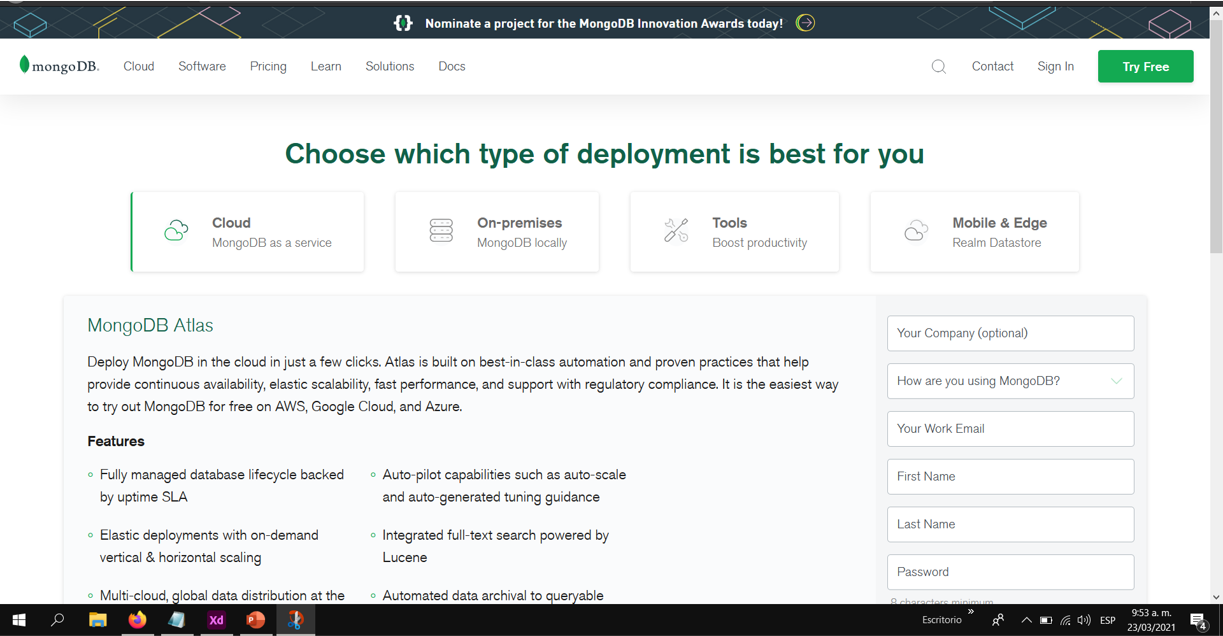 Nominate a project for the MongoDB Innovation Awards today!
mongoDB.
Cloud
Software
Pricing
Learn
Solutions
Docs
Contact
Sign In
Try Free
Choose which type of deployment is best for you
Cloud
MongoDB as a service
On-premises
MongoDB locally
Tools
Boost productivity
Mobile & Edge
Realm Datastore
MongoDB Atlas
Deploy MongoDB in the cloud in just a few clicks. Atlas is built on best-in-class automation and proven practices that help
provide continuous availability, elastic scalability, fast performance, and support with regulatory compliance. It is the easiest way
to try out MongoDB for free on AWS, Google Cloud, and Azure.
Features
Fully managed database lifecycle backed
by uptime SLA
Elastic deployments with on-demand
vertical & horizontal scaling
Multi-cloud, global data distribution at the
Auto-pilot capabilities such as auto-scale
and auto-generated tuning guidance
Integrated full-text search powered by
Lucene
Automated data archival to queryable
Your Company (optional)
How are you using MongoDB?
Your Work Email
First Name
Last Name
Password
8 characters minimum
Xd
P
Escritorio
»
ESP
9:53 a. m.
23/03/2021
4